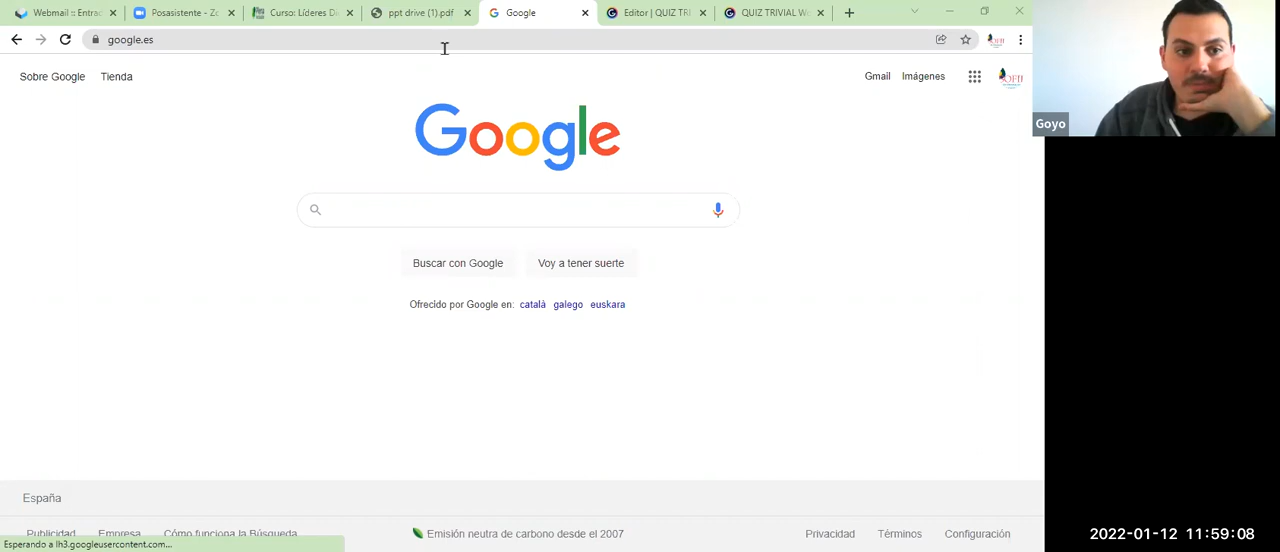 Webmail :: Entra
Posasistente - Zo
Curso: Líderes Di
ppt drive (1).pdf
Google
Editor | QUIZ TRI
QUIZ TRIVIAL W
google.es
Sobre Google Tienda
Gmail Imágenes
Google
Buscar con Google Voy a tener suerte
Ofrecido por Google en: català galego euskara
España
Publicidad Empresa Cómo funciona la Búsqueda
Emisión neutra de carbono desde el 2007
Privacidad Términos Configuración
Esperando a lh3.googleusercontent.com...
Goyo
2022-01-12 11:59:08